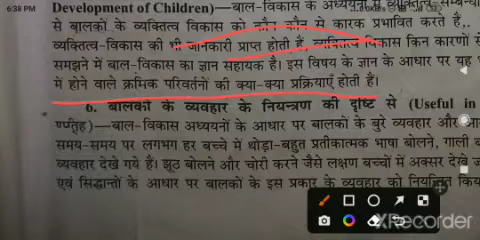 6:38 PM
Development of Children)—बाल-विकास के अध्ययनों से व्यक्तित्व सम्बन्धी
से बालकों के व्यक्तित्व विकास को कौन कौन से कारक प्रभावित करते है,
व्यक्तित्व-विकास की भी जानकारी प्राप्त होती है, विकास किन कारणों से
समझने में बाल-विकास का ज्ञान सहायक है। इस विषय के ज्ञान के आधार पर यह
में होने वाले क्रमिक परिवर्तनों की क्या-क्या प्रक्रियाएँ होती हैं।
6. बालकों के व्यवहार के नियन्त्रण की दृष्टि से (Useful in
बाल-विकास अध्ययनों के आधार पर बालकों के बुरे व्यवहार और
समय-समय पर लगभग हर बच्चे में थोड़ा-बहुत प्रतीकात्मक भाषा बोलने, गाली
व्यवहार देखे गये हैं। झूठ बोलने और चोरी करने जैसे लक्षण बच्चों में अक्सर देखे
एवं सिद्धान्तों के आधार पर बालकों के इस प्रकार के व्यवहार को नियन्त्रित
XRecorder